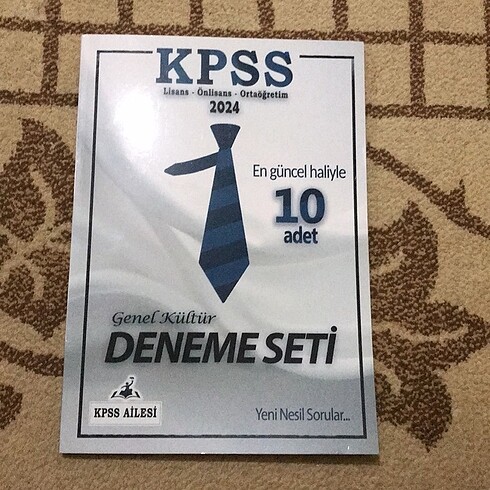 KPSS
Lisans - Önlisans - Ortaöğretim
2024
En güncel haliyle
10
adet
Genel Kültür
DENEME SETİ
KPSS AİLESİ
Yeni Nesil Sorular...